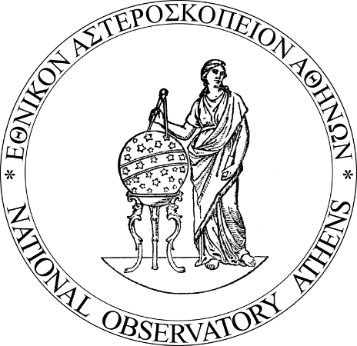 * ΕΘΝΙΚΟΝ ΑΣΤΕΡΟΣΚΟΠΕΙΟΝ ΑΘΗΝΩΝ *
NATIONAL OBSERVATORY ATHENS